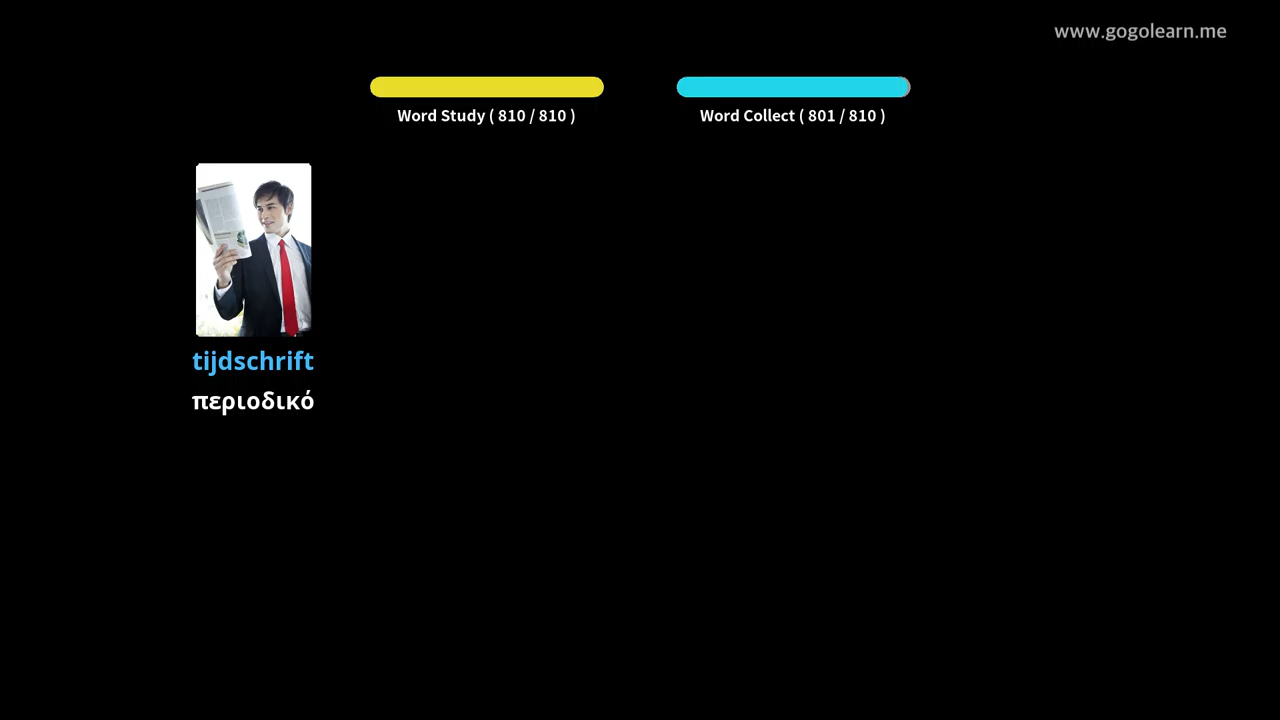 www.gogolearn.me
Word Study ( 810 / 810 )
Word Collect ( 801 / 810 )
tijdschrift
περιοδικό